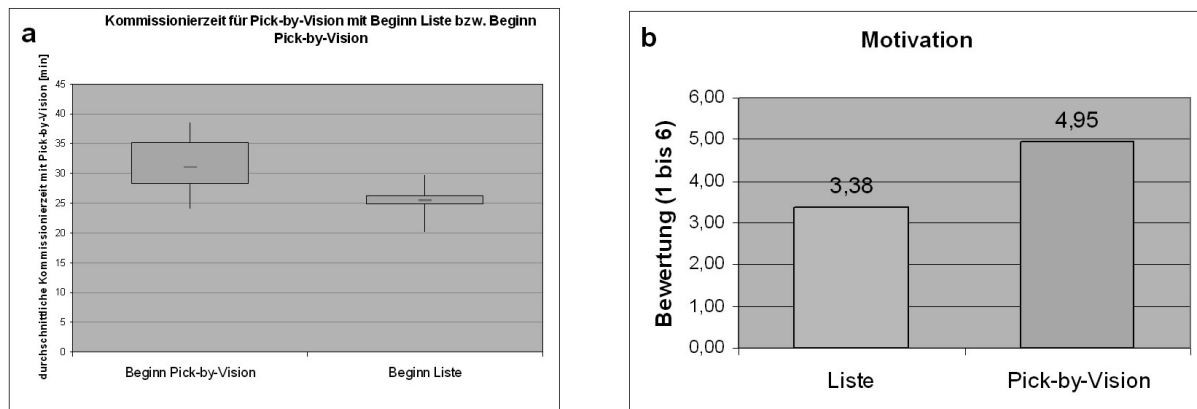 a
Kommissionierzeit für Pick-by-Vision mit Beginn Liste bzw. Beginn
Pick-by-Vision
durchschnittliche Kommissionierzeit mit Pick-by-Vision [min]
45
40
35
30
25
20
15
10
5
0
Beginn Pick-by-Vision
Beginn Liste
b
Motivation
Bewertung (1 bis 6)
6,00
5,00
4,00
3,00
2,00
1,00
0,00
3,38
4,95
Liste
Pick-by-Vision